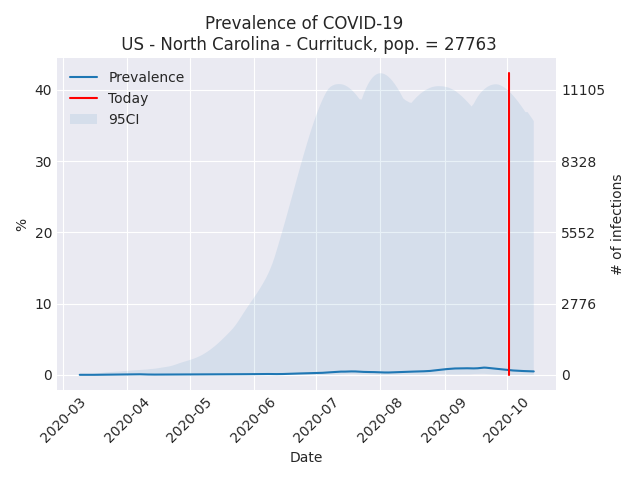 Prevalence of COVID-19
US - North Carolina - Currituck, pop. = 27763
Prevalence
Today
95CI
40
30
20
10
0
%
11105
8328
5552
2776
0
# of infections
2020-03
2020-04
2020-05
2020-06
2020-07
2020-08
2020-09
2020-10
Date